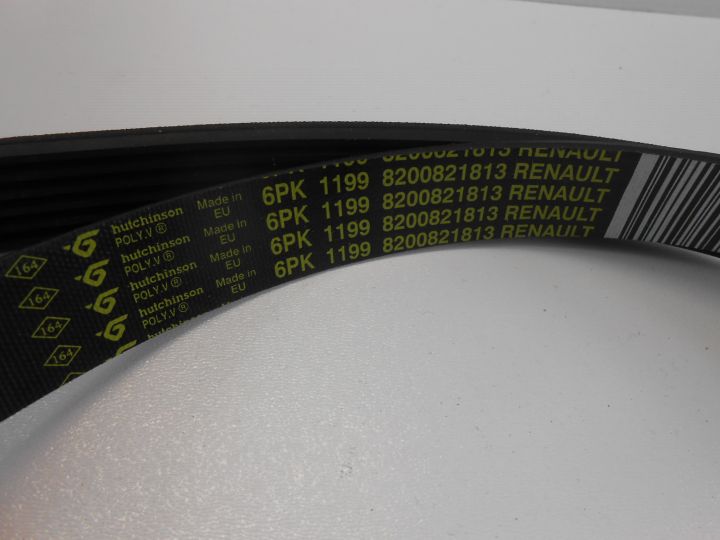 6PK 1199 8200821813 RENAULT
hutchinson
POLY.V ®
Made in
EU
6PK 1199 8200821813 RENAULT
164
hutchinson
POLY.V ®
Made in
EU
6PK 1199 8200821813 RENAULT
164
hutchinson
POLY.V ®
Made in
EU
6PK 1199 8200821813 RENAULT
164
hutchinson
POLY.V ®
Made in
EU
6PK 1199 8200821813 RENAULT
164